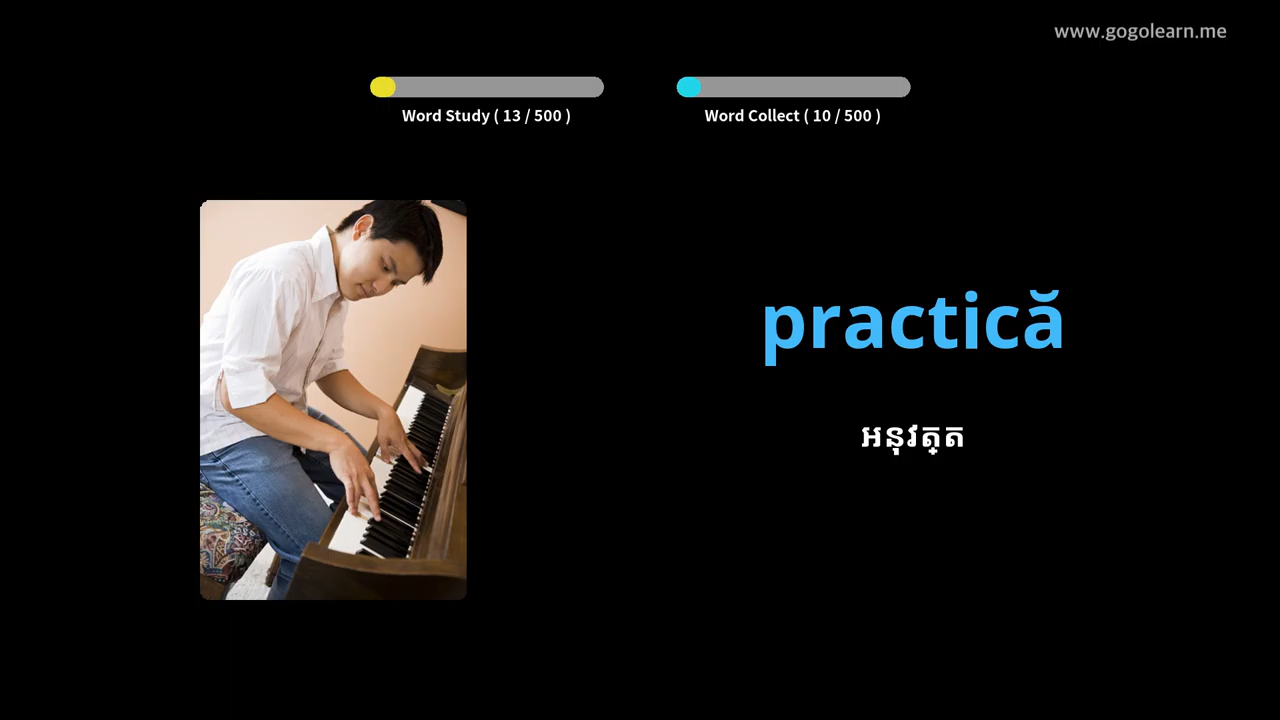 www.gogolearn.me
Word Study ( 13 / 500 )
Word Collect ( 10 / 500 )
practică
អនុវត្ត